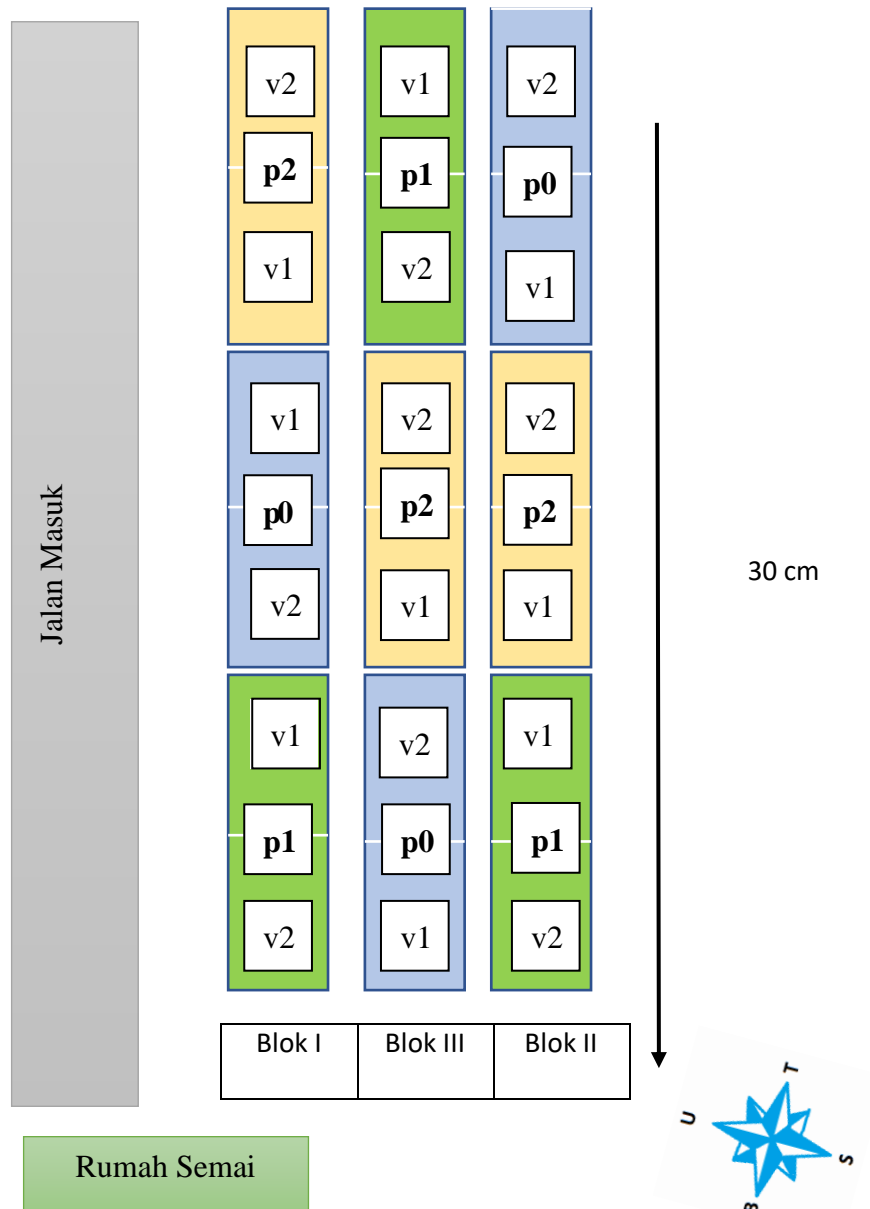 v2
p2
v1
v1
p1
v2
v2
p0
v1
v1
p0
v2
v2
p2
v1
v2
p2
v1
v1
p1
v2
v2
p0
v1
v1
p1
v2
Jalan Masuk
30 cm
Blok I
Blok III
Blok II
Rumah Semai
T
U
S
B